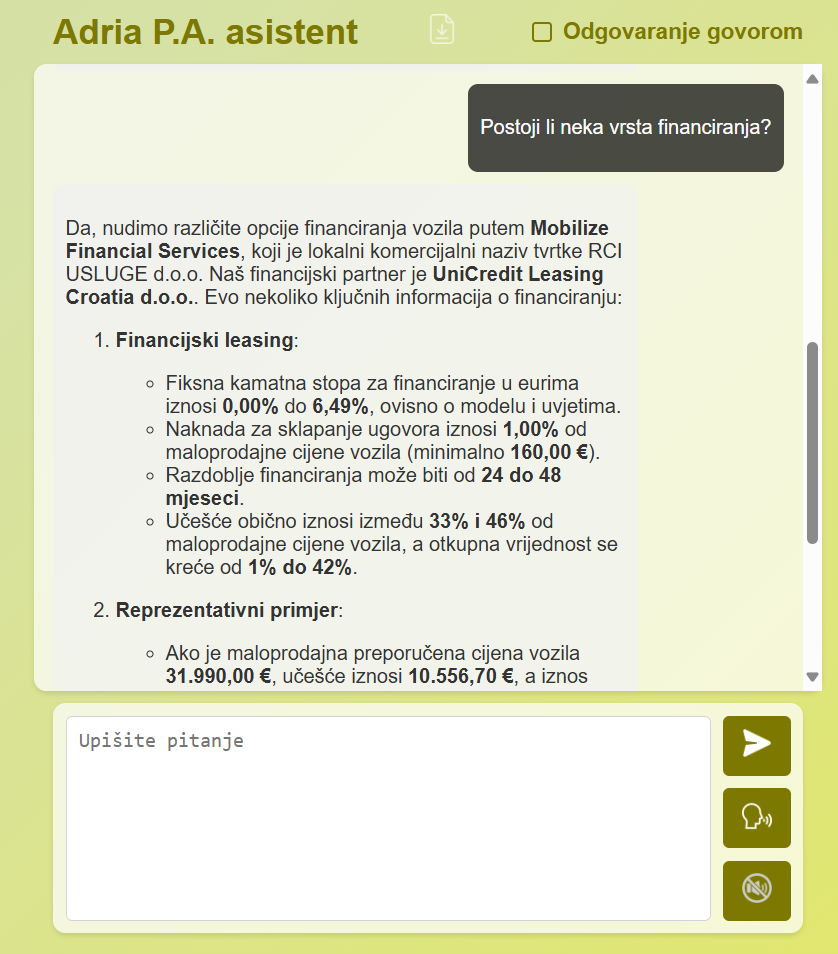 Adria P.A. asistent
Odgovaranje govorom
Postoji li neka vrsta financiranja?
Da, nudimo različite opcije financiranja vozila putem Mobilize
Financial Services, koji je lokalni komercijalni naziv tvrtke RCI
USLUGE d.o.o. Naš financijski partner je UniCredit Leasing
Croatia d.o.o.. Evo nekoliko ključnih informacija o financiranju:
1. Financijski leasing:
◦ Fiksna kamatna stopa za financiranje u eurima
iznosi 0,00% do 6,49%, ovisno o modelu i uvjetima.
◦ Naknada za sklapanje ugovora iznosi 1,00% od
maloprodajne cijene vozila (minimalno 160,00 €).
◦ Razdoblje financiranja može biti od 24 do 48
mjeseci.
◦ Učešće obično iznosi između 33% i 46% od
maloprodajne cijene vozila, a otkupna vrijednost se
kreće od 1% do 42%.
2. Reprezentativni primjer:
◦ Ako je maloprodajna preporučena cijena vozila
31.990,00 €, učešće iznosi 10.556,70 €, a iznos
Upišite pitanje